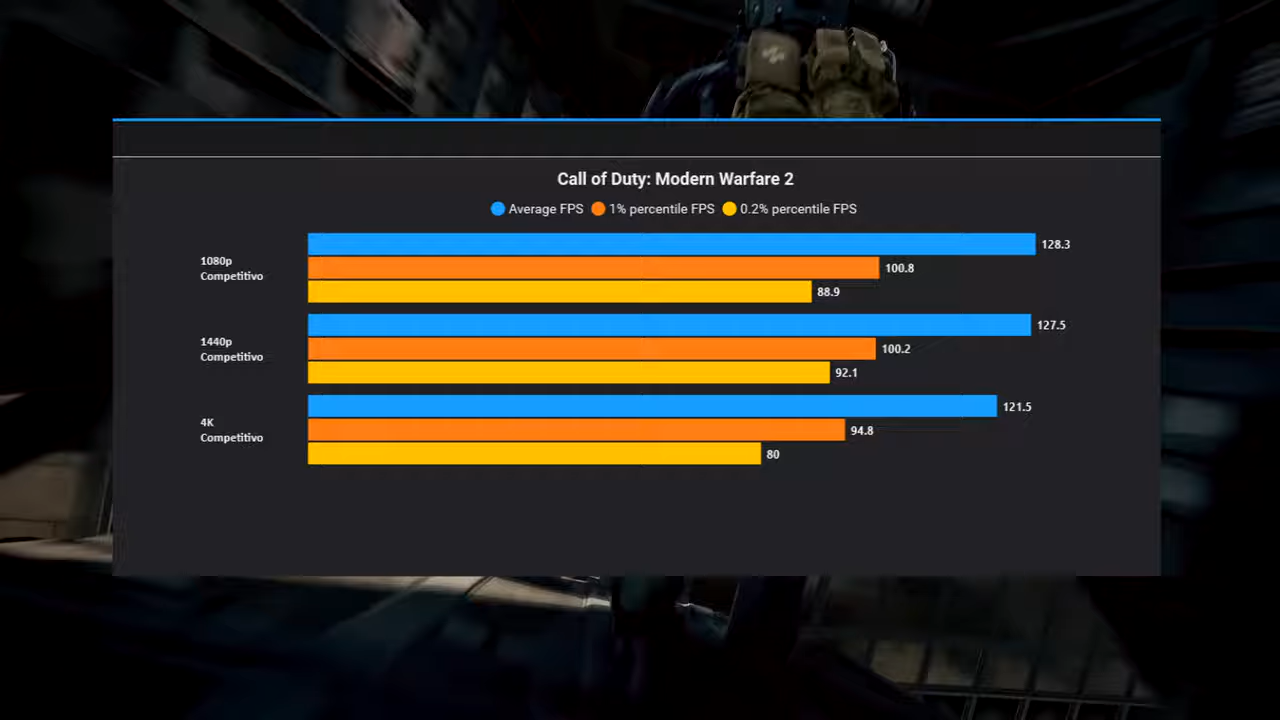 Call of Duty: Modern Warfare 2
Average FPS 1% percentile FPS 0.2% percentile FPS
1080p
Competitivo
128.3
100.8
88.9
1440p
Competitivo
127.5
100.2
92.1
4K
Competitivo
121.5
94.8
80